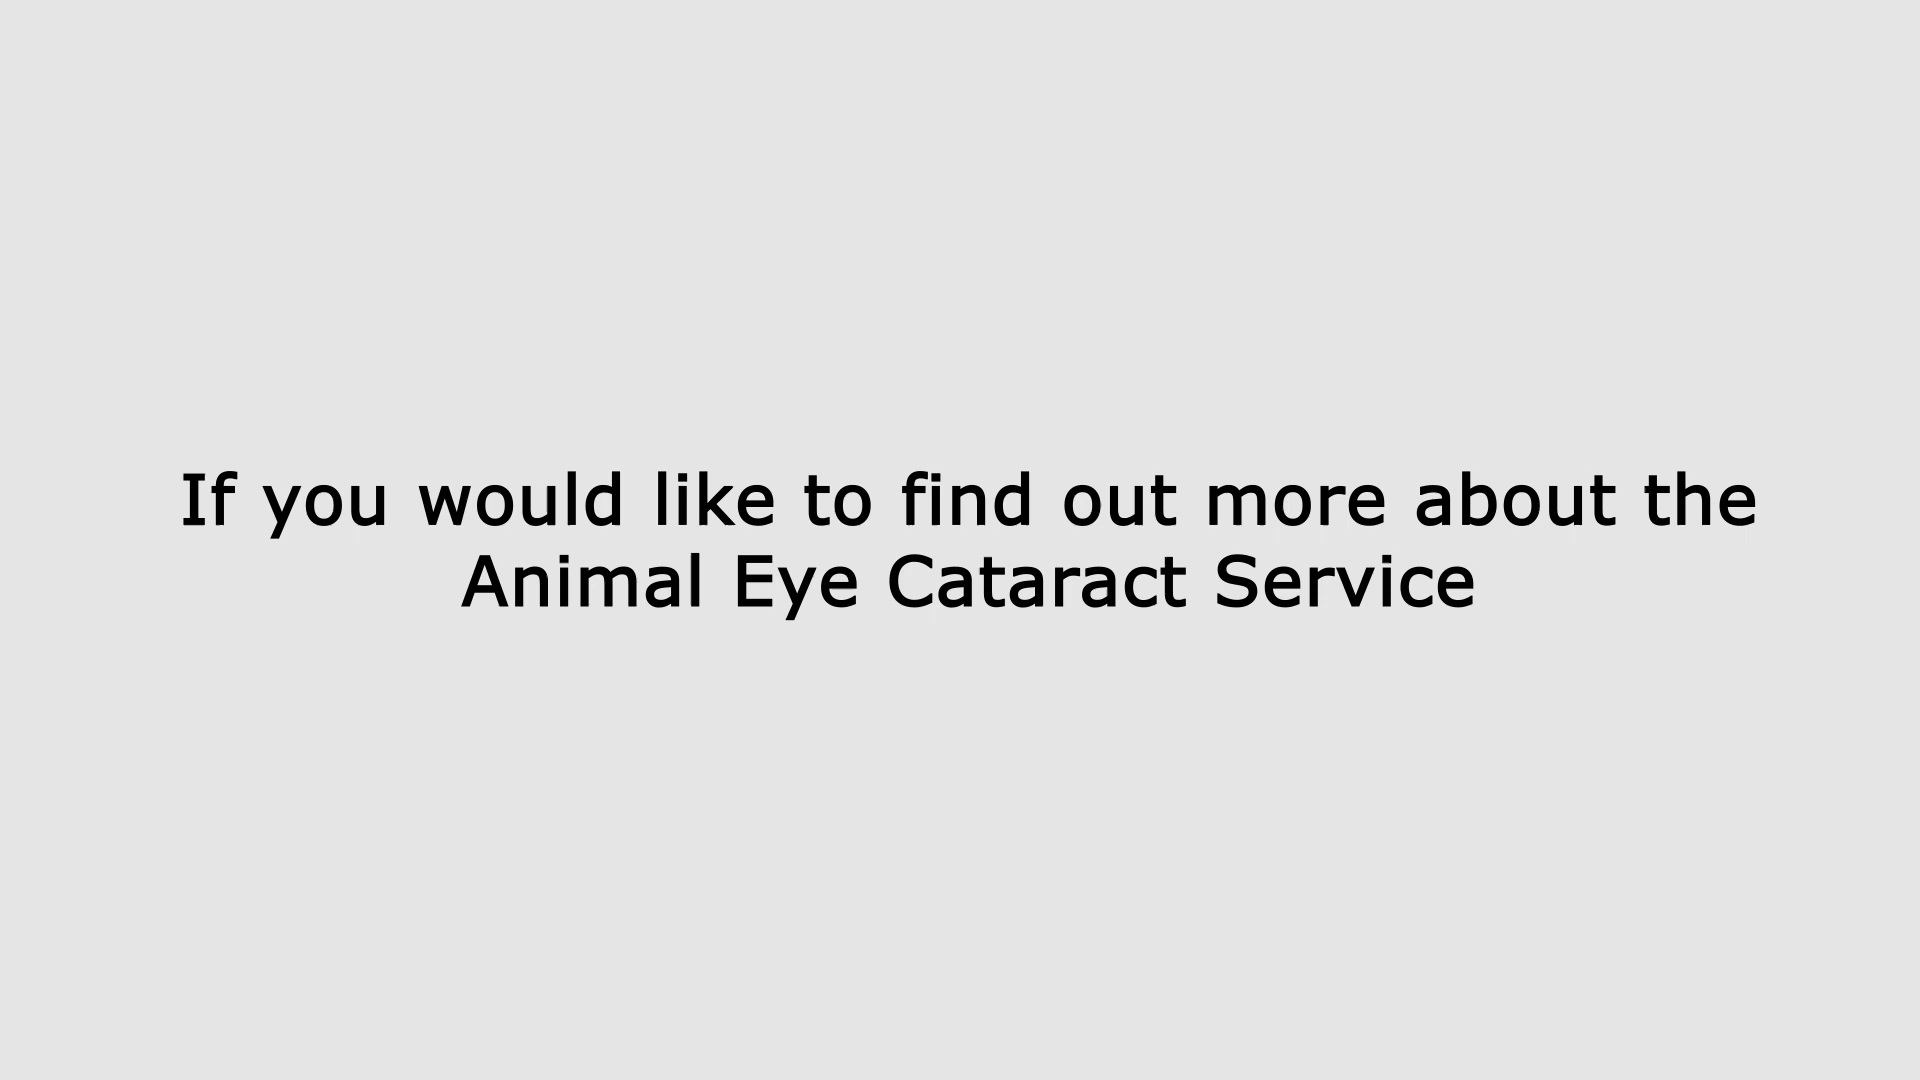 If you would like to find out more about the
Animal Eye Cataract Service